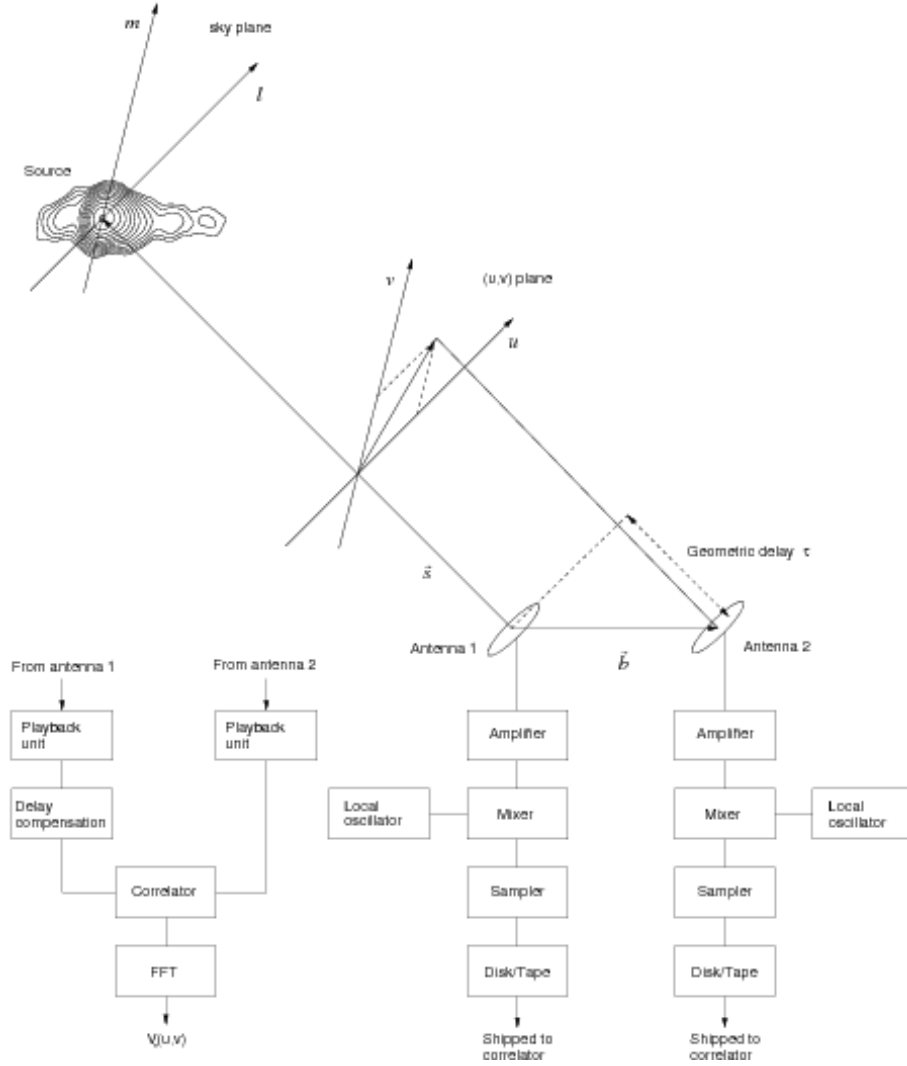 m
sky plane
l
Source
v
(u,v) plane
u
Geometric delay τ
s
Antenna 1
Antenna 2
b
From antenna 1
From antenna 2
Playback
unit
Playback
unit
Amplifier
Amplifier
Delay
compensation
Local
oscillator
Mixer
Mixer
Local
oscillator
Correlator
Sampler
Sampler
FFT
Disk/Tape
Disk/Tape
Vj(u,v)
Shipped to
correlator
Shipped to
correlator